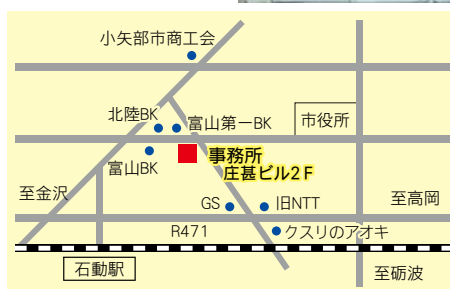 小矢部市商工会
北陸BK
富山第一BK
市役所
富山BK
事務所
庄甚ビル2F
至金沢
GS
旧NTT
至高岡
R471
クスリのアオキ
石動駅
至砺波